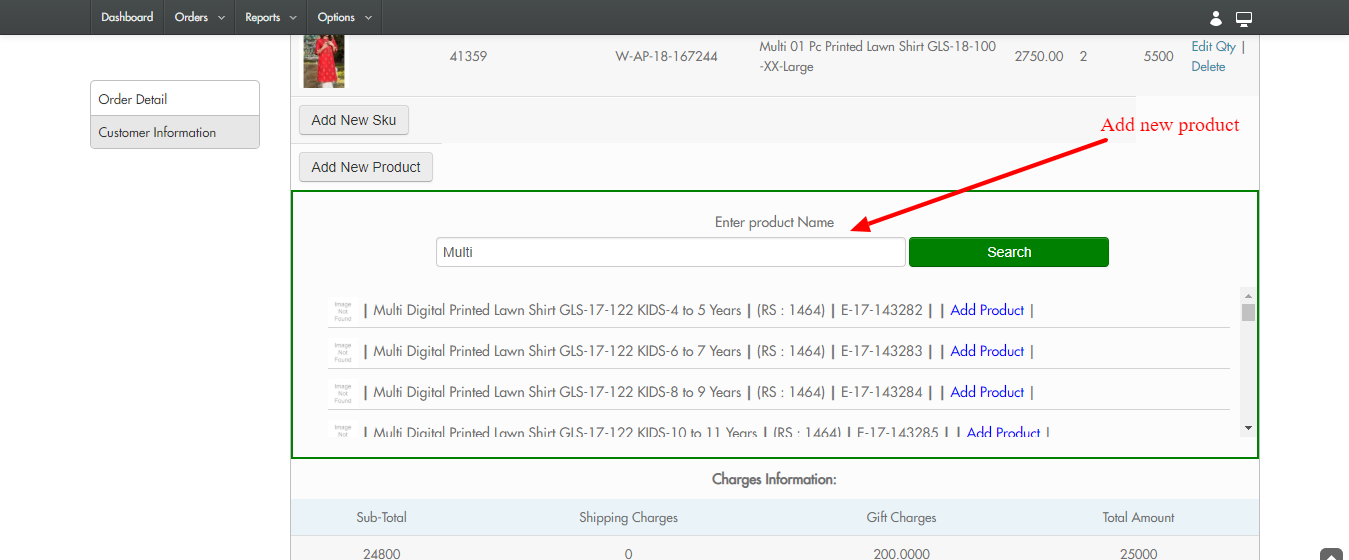 Dashboard Orders Reports Options
41359 W-AP-18-167244 Multi 01 Pc Printed Lawn Shirt GLS-18-100 2750.00 2 5500 Edit Qty |
-XX-Large Delete
Order Detail
Customer Information
Add New Sku
Add new product
Add New Product
Enter product Name
Multi Search
Image Not Found | Multi Digital Printed Lawn Shirt GLS-17-122 KIDS-4 to 5 Years | (RS : 1464) | E-17-143282 | | Add Product |
Image Not Found | Multi Digital Printed Lawn Shirt GLS-17-122 KIDS-6 to 7 Years | (RS : 1464) | E-17-143283 | | Add Product |
Image Not Found | Multi Digital Printed Lawn Shirt GLS-17-122 KIDS-8 to 9 Years | (RS : 1464) | E-17-143284 | | Add Product |
Image Not | Multi Digital Printed Lawn Shirt GLS-17-122 KIDS-10 to 11 Years | (RS : 1464) | E-17-143285 | | Add Product |
Charges Information:
Sub-Total Shipping Charges Gift Charges Total Amount
24800 0 200.0000 25000